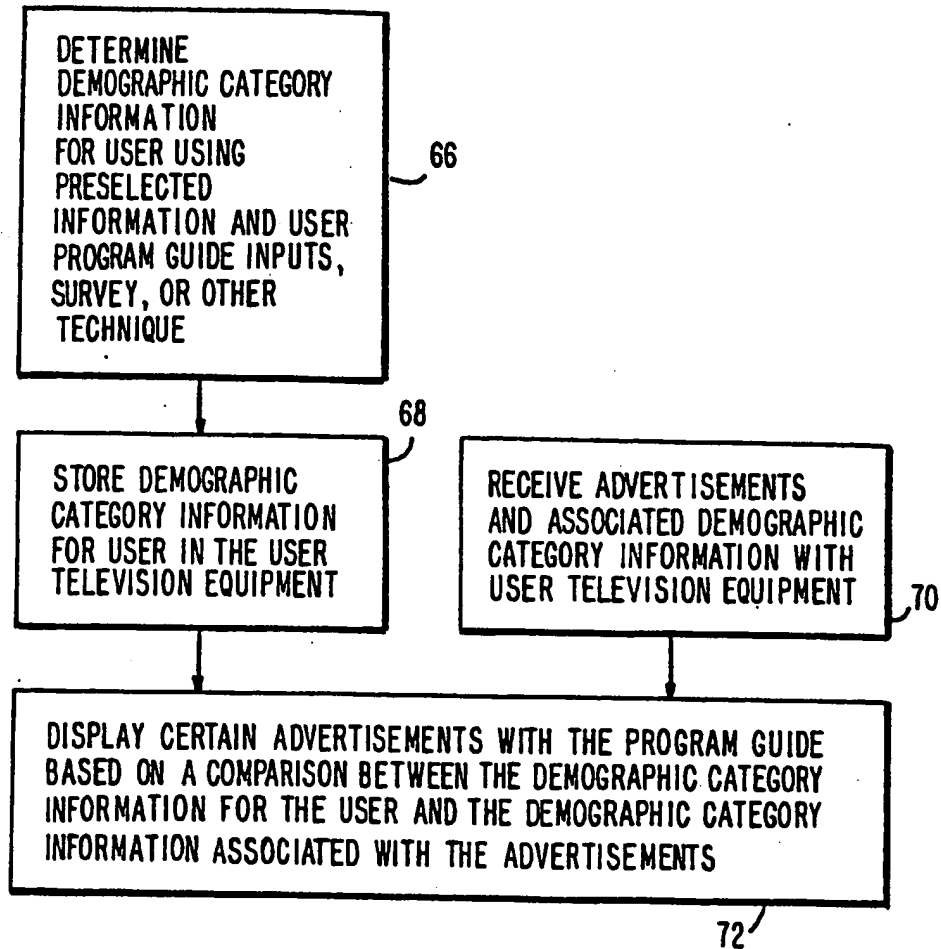 DETERMINE
DEMOGRAPHIC CATEGORY
INFORMATION
FOR USER USING
PRESELECTED
INFORMATION AND USER
PROGRAM GUIDE INPUTS,
SURVEY, OR OTHER
TECHNIQUE
66
68
STORE DEMOGRAPHIC
CATEGORY INFORMATION
FOR USER IN THE USER
TELEVISION EQUIPMENT
RECEIVE ADVERTISEMENTS
AND ASSOCIATED DEMOGRAPHIC
CATEGORY INFORMATION WITH
USER TELEVISION EQUIPMENT
70
DISPLAY CERTAIN ADVERTISEMENTS WITH THE PROGRAM GUIDE
BASED ON A COMPARISON BETWEEN THE DEMOGRAPHIC CATEGORY
INFORMATION FOR THE USER AND THE DEMOGRAPHIC CATEGORY
INFORMATION ASSOCIATED WITH THE ADVERTISEMENTS
72